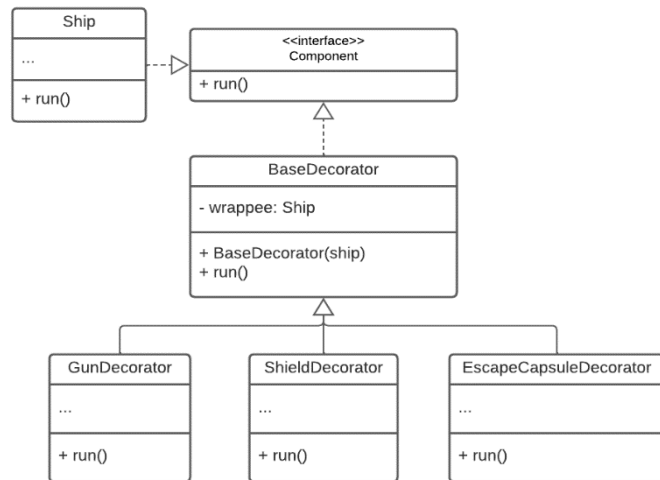 Ship
...
+ run()
<<interface>>
Component
+ run()
BaseDecorator
- wrappee: Ship
+ BaseDecorator(ship)
+ run()
GunDecorator
...
+ run()
ShieldDecorator
...
+ run()
EscapeCapsuleDecorator
...
+ run()